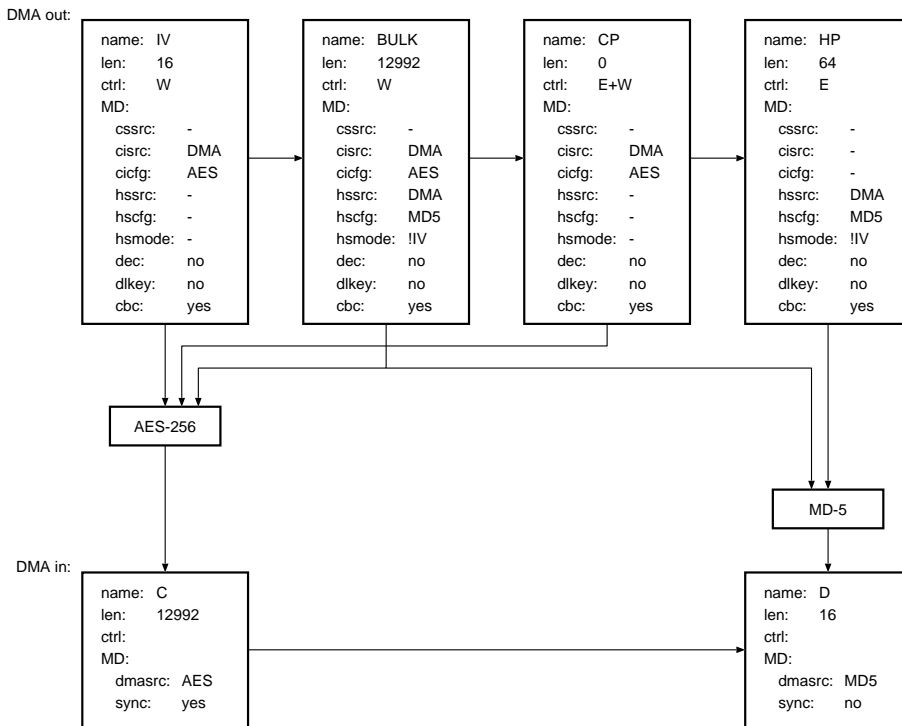 DMA out:
name: IV
len: 16
ctrl: W
MD:
cssrc: -
cisrc: DMA
cicfg: AES
hssrc: -
hscfg: -
hsmode: -
dec: no
dlkey: no
cbc: yes
name: BULK
len: 12992
ctrl: W
MD:
cssrc: -
cisrc: DMA
cicfg: AES
hssrc: DMA
hscfg: MD5
hsmode: !IV
dec: no
dlkey: no
cbc: yes
name: CP
len: 0
ctrl: E+W
MD:
cssrc: -
cisrc: DMA
cicfg: AES
hssrc: -
hscfg: -
hsmode: -
dec: no
dlkey: no
cbc: yes
name: HP
len: 64
ctrl: E
MD:
cssrc: -
cisrc: -
cicfg: -
hssrc: DMA
hscfg: MD5
hsmode: !IV
dec: no
dlkey: no
cbc: yes
AES-256
MD-5
DMA in:
name: C
len: 12992
ctrl:
MD:
dmasrc: AES
sync: yes
name: D
len: 16
ctrl:
MD:
dmasrc: MD5
sync: no